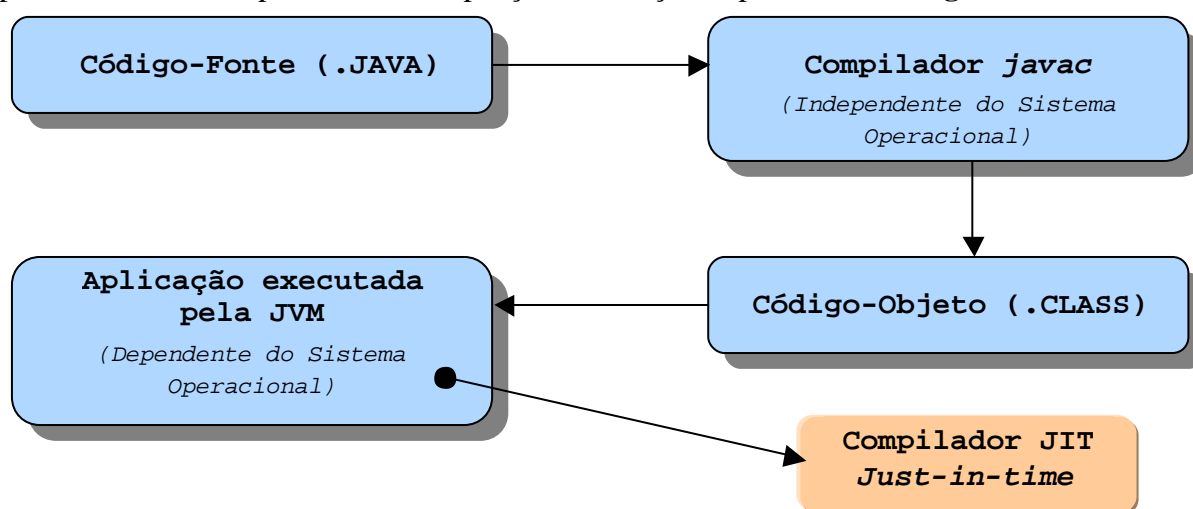 Código-Fonte (.JAVA)
Compilador javac
(Independente do Sistema
Operacional)
Aplicação executada
pela JVM
(Dependente do Sistema
Operacional)
Código-Objeto (.CLASS)
Compilador JIT
Just-in-time